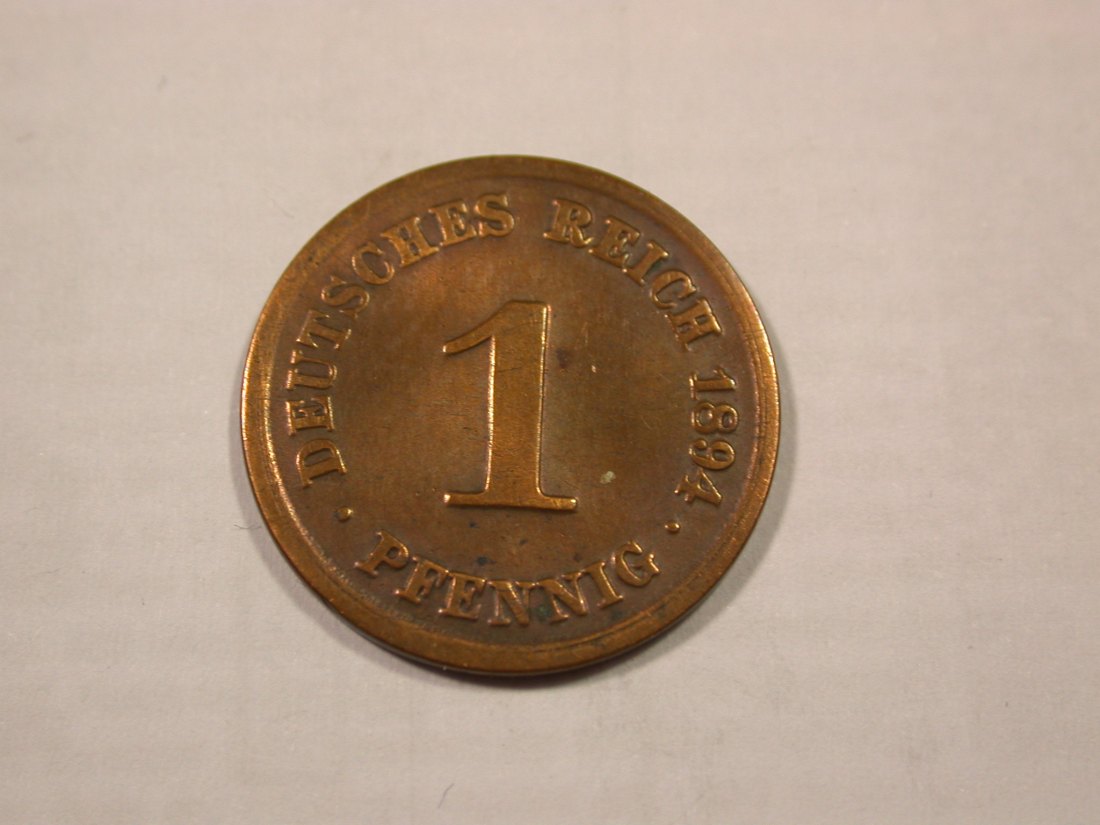 DEUTSCHES REICH 1894
1
· PFENNIG ·